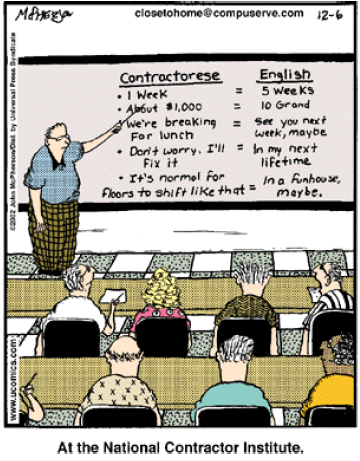 McPherson closetohome@compuserve.com 12-6
Contractorese English
• 1 Week = 5 weeks
• About $1,000 = 10 Grand
• We're breaking = See you next
For lunch week, maybe
• Don't worry. I'll = In my next
Fix it lifetime
• It's normal for In a funhouse,
Floors to shift like that = maybe.
©2002 John McPherson/Dist. by Universal Press Syndicate
www.ucomics.com
At the National Contractor Institute.